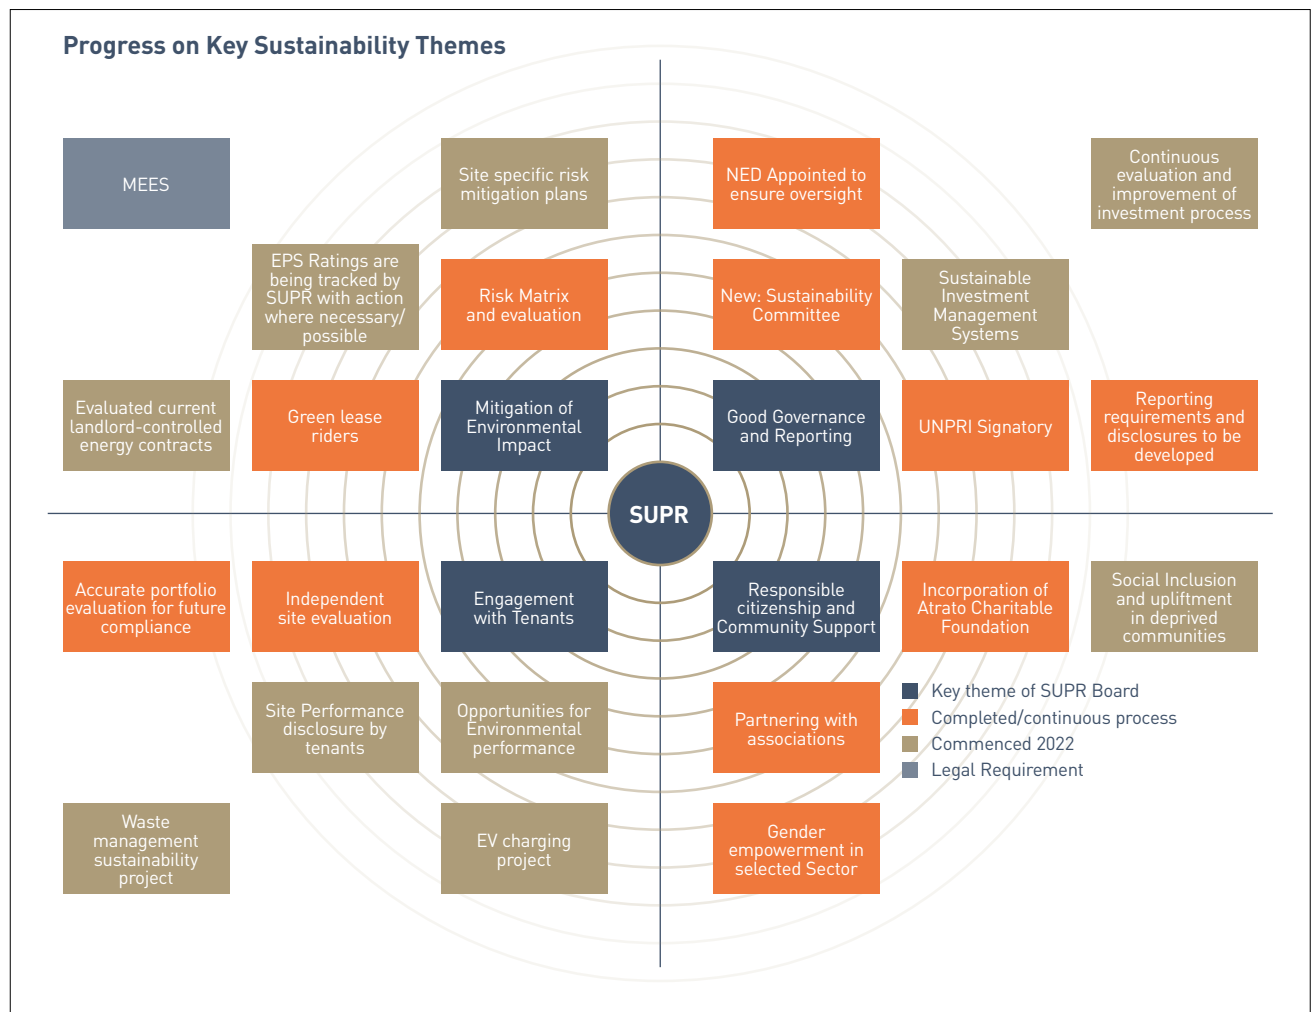 Progress on Key Sustainability Themes
MEES
Site specific risk
mitigation plans
NED Appointed to
ensure oversight
Continuous
evaluation and
improvement of
investment process
EPS Ratings are
being tracked by
SUPR with action
where necessary/
possible
Risk Matrix
and evaluation
New: Sustainability
Committee
Sustainable
Investment
Management
Systems
Evaluated current
landlord-controlled
energy contracts
Green lease
riders
Mitigation of
Environmental
Impact
Good Governance
and Reporting
UNPRI Signatory
Reporting
requirements and
disclosures to be
developed
SUPR
Accurate portfolio
evaluation for future
compliance
Independent
site evaluation
Engagement
with Tenants
Responsible
citizenship and
Community Support
Incorporation of
Atrato Charitable
Foundation
Social Inclusion
and upliftment
in deprived
communities
Site Performance
disclosure by
tenants
Opportunities for
Environmental
performance
Partnering with
associations
Key theme of SUPR Board
Completed/continuous process
Commenced 2022
Legal Requirement
Waste
management
sustainability
project
EV charging
project
Gender
empowerment in
selected Sector